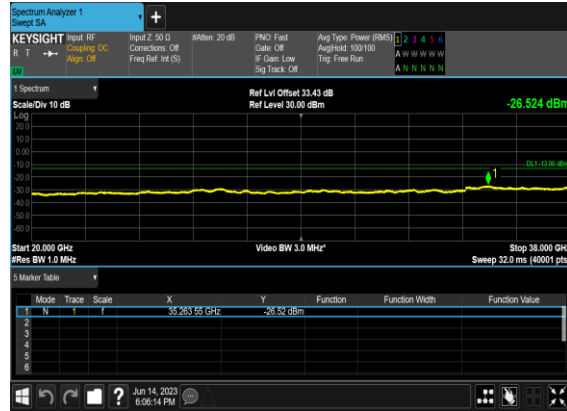 Spectrum Analyzer 1
Swept SA
+
KEYSIGHT Input: RF Input Z: 50 Ω #Atten: 20 dB PNO: Fast Avg Type: Power (RMS) 1 2 3 4 5 6
R T Coupling: DC Corrections: Off Gate: Off Avg|Hold: 100/100 A W W W W W
Align: Off Freq Ref: Int (S) IF Gain: Low Trig: Free Run
Sig Track: Off A N N N N N
1 Spectrum Ref Lvl Offset 33.43 dB
Scale/Div 10 dB Ref Level 30.00 dBm -26.524 dBm
Log
20.0
10.0
0.00
-10.0 DL1 -13.00 dBm
1
-20.0
-30.0
-40.0
-50.0
-60.0
Start 20.000 GHz Video BW 3.0 MHz* Stop 38.000 GHz
#Res BW 1.0 MHz Sweep 32.0 ms (40001 pts)
5 Marker Table
Mode Trace Scale X Y Function Function Width Function Value
1 N 1 f 35.263 55 GHz -26.52 dBm
2
3
4
5
6
? Jun 14, 2023
6:06:14 PM